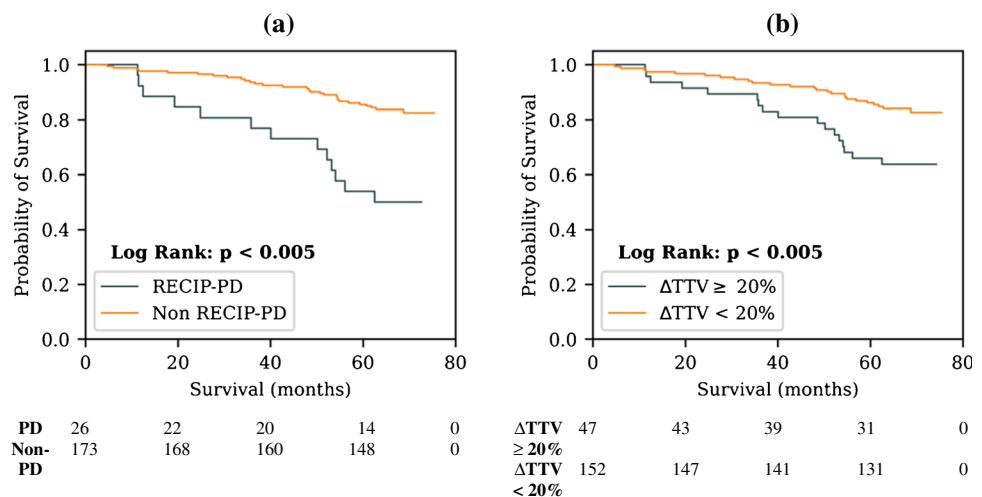 (a)
1.0
0.8
0.6
0.4
0.2
0.0
Probability of Survival
Log Rank: p < 0.005
RECIP-PD
Non RECIP-PD
0 20 40 60 80
Survival (months)
PD 26 22 20 14 0
Non- 173 168 160 148 0
PD
(b)
1.0
0.8
0.6
0.4
0.2
0.0
Probability of Survival
Log Rank: p < 0.005
ΔTTV ≥ 20%
ΔTTV < 20%
0 20 40 60 80
Survival (months)
ΔTTV 47 43 39 31 0
≥ 20%
ΔTTV 152 147 141 131 0
< 20%